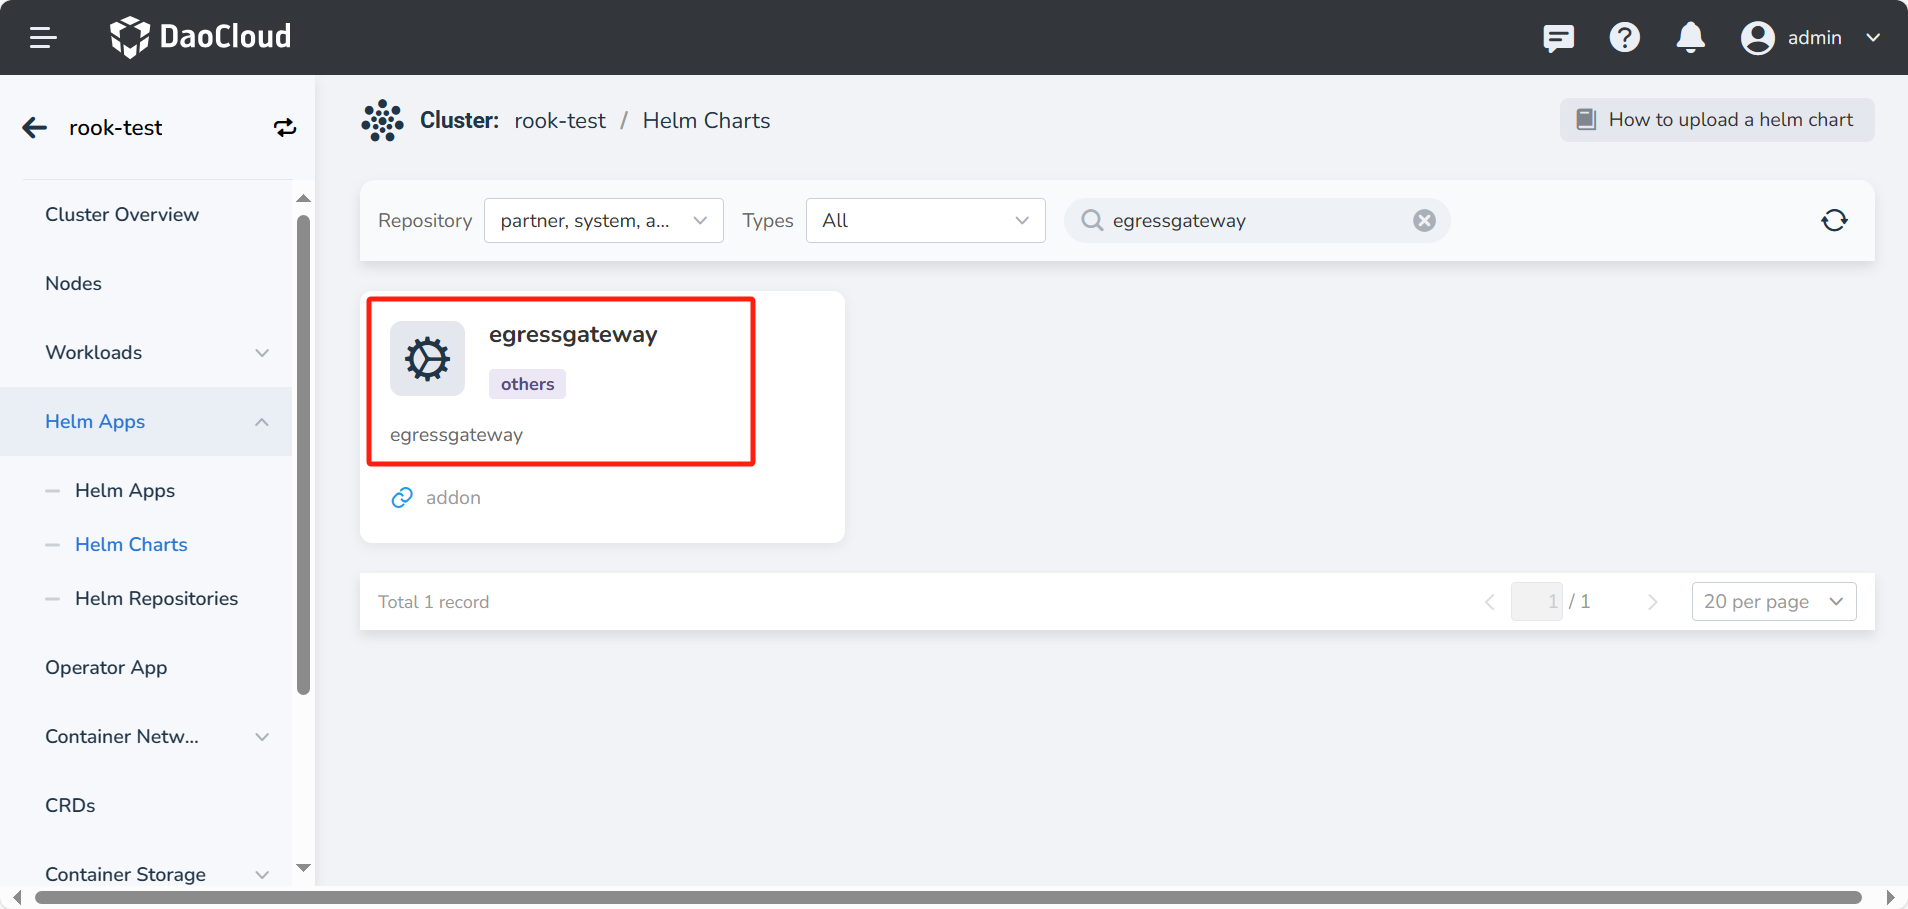 DaoCloud
admin
rook-test
Cluster Overview
Nodes
Workloads
Helm Apps
Helm Apps
Helm Charts
Helm Repositories
Operator App
Container Netw...
CRDs
Container Storage
Cluster: rook-test / Helm Charts
How to upload a helm chart
Repository partner, system, a... Types All egressgateway
egressgateway
others
egressgateway
addon
Total 1 record
1 / 1
20 per page